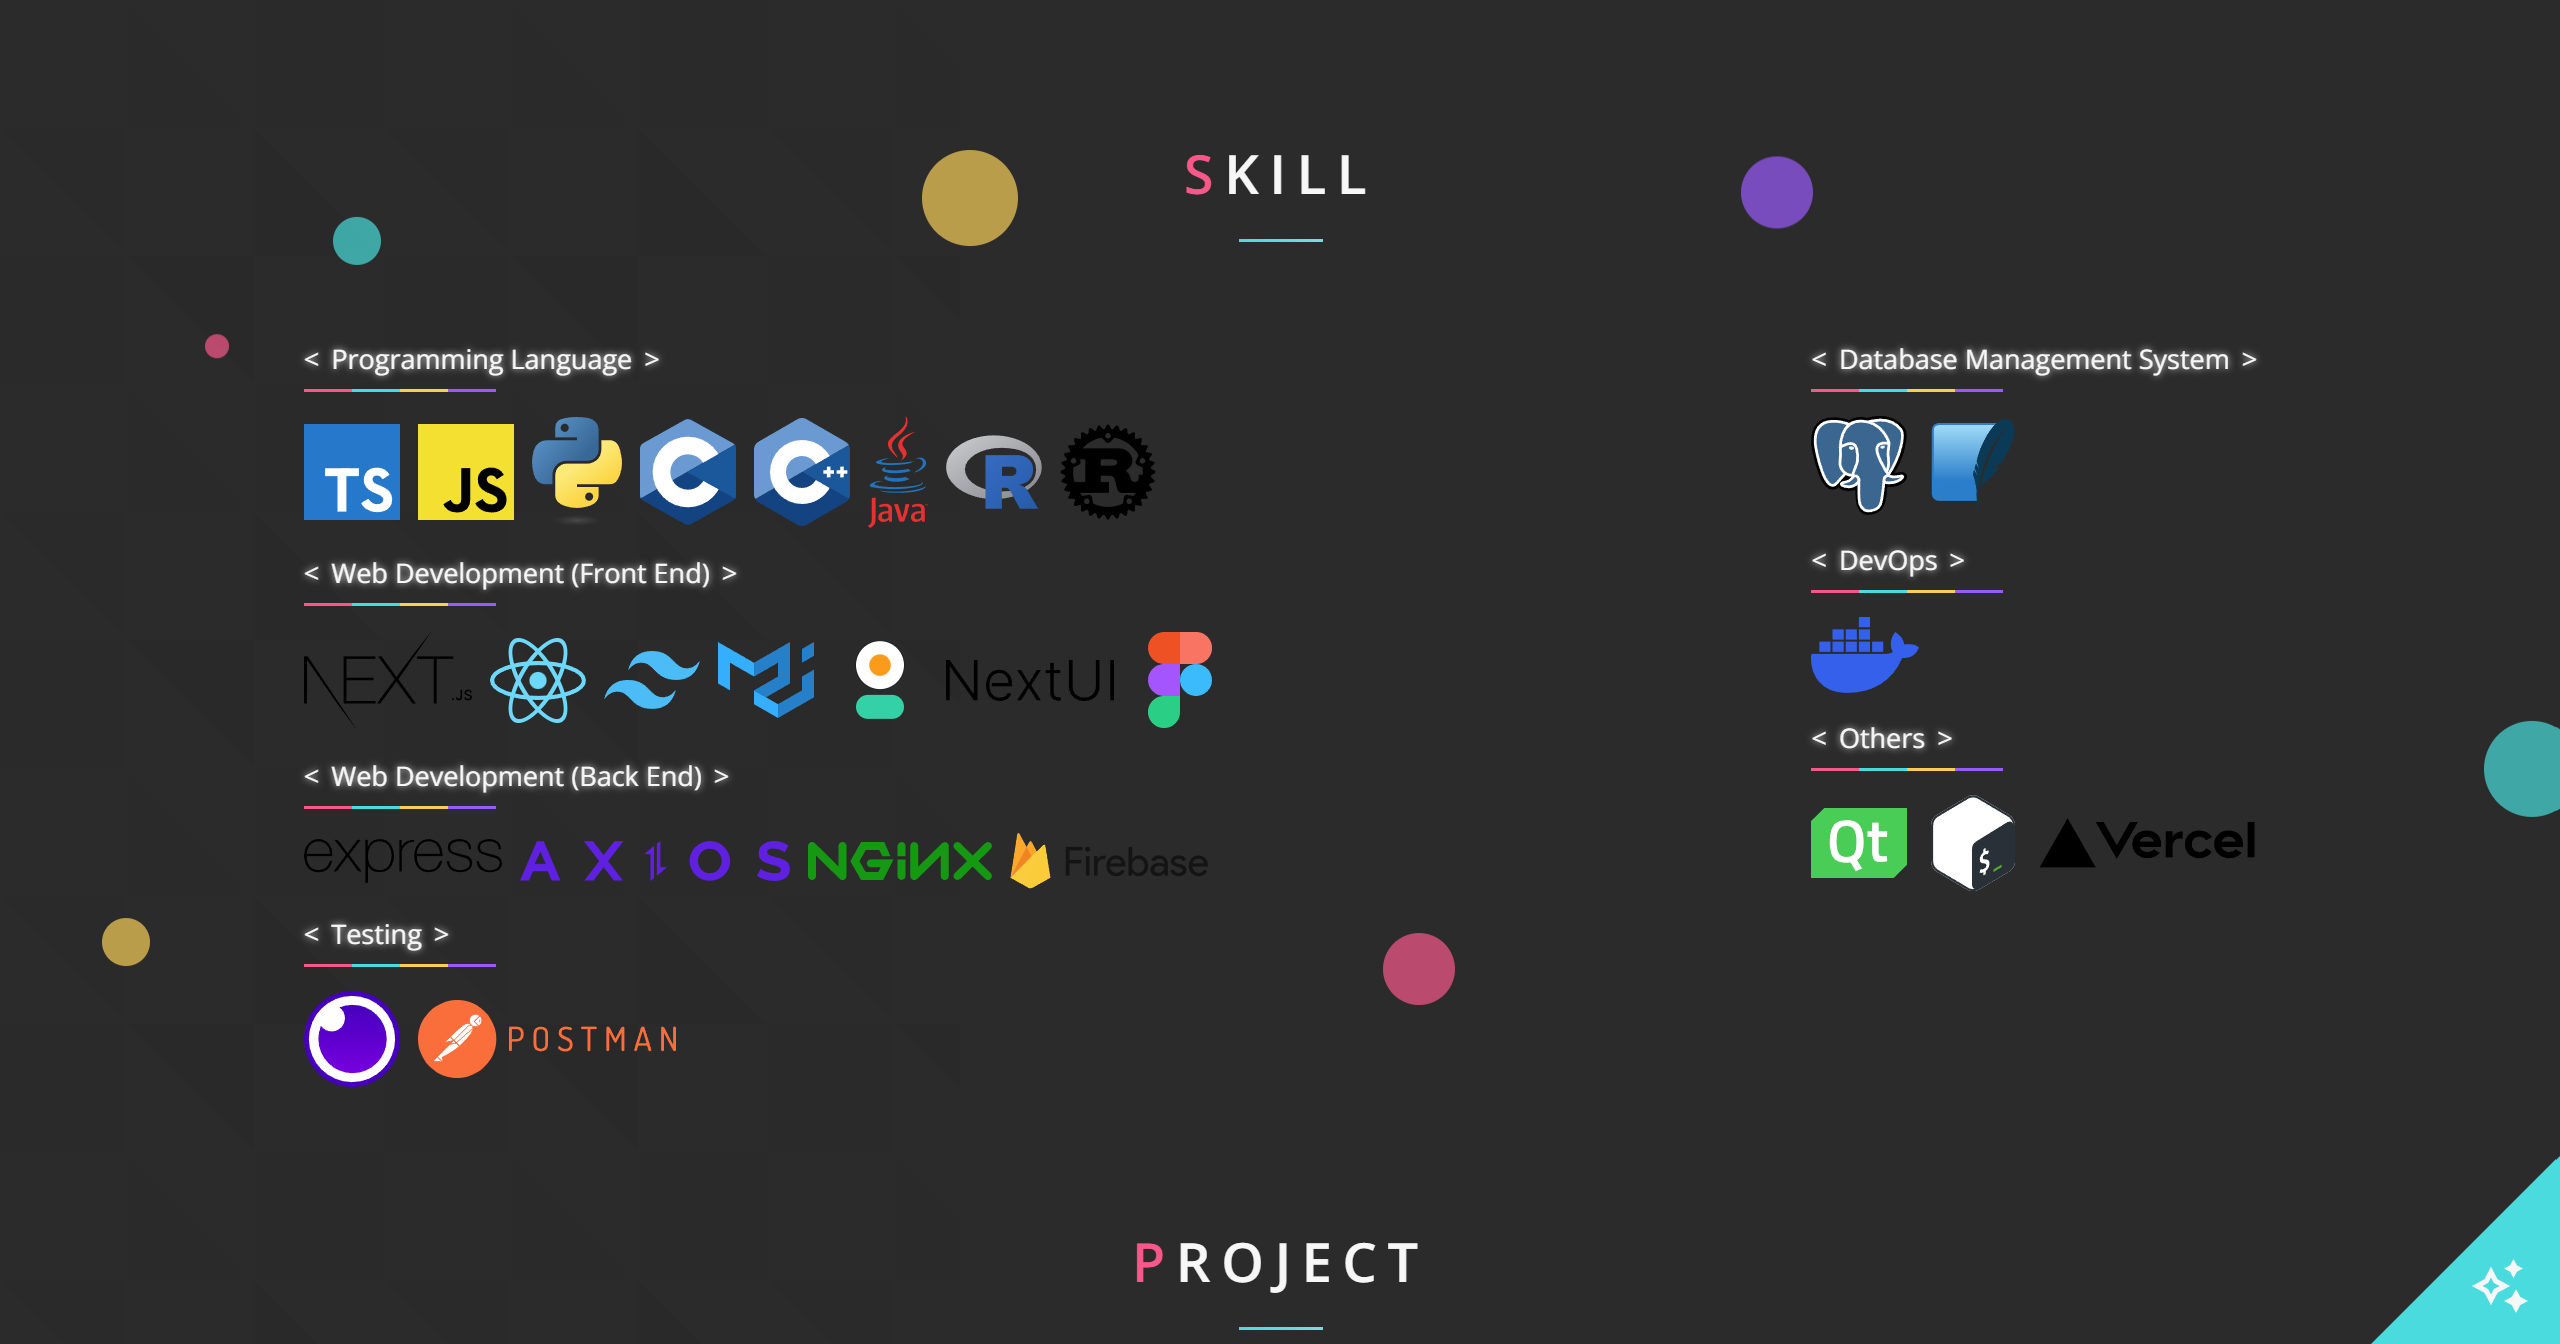 SKILL
< Programming Language >
TS JS C C++ Java R R
< Web Development (Front End) >
NEXT.JS NextUI
< Web Development (Back End) >
express AXIOS NGINX Firebase
< Testing >
POSTMAN
< Database Management System >
< DevOps >
< Others >
Qt $_ Vercel
PROJECT